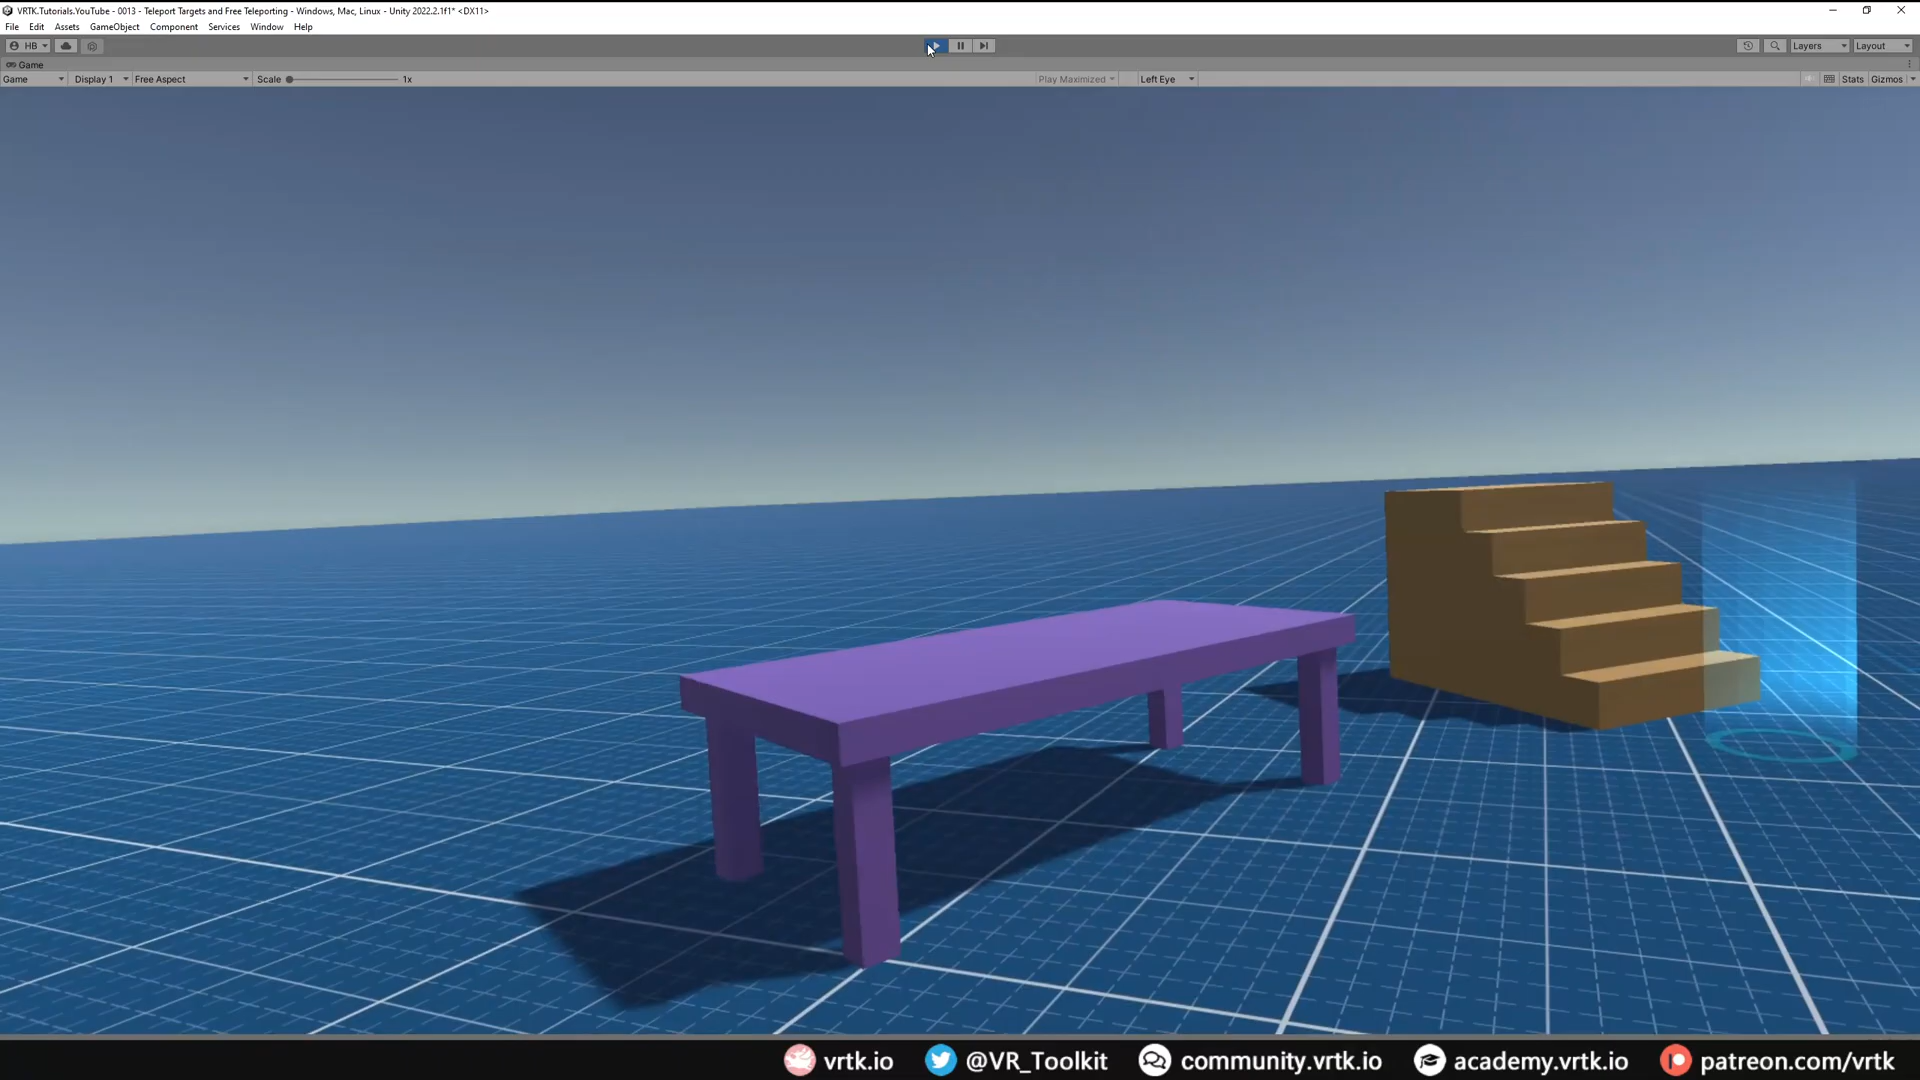 VRTK.Tutorials.YouTube - 0013 - Teleport Targets and Free Teleporting - Windows, Mac, Linux - Unity 2022.2.1f1* <DX11>
File Edit Assets GameObject Component Services Window Help
HB Layers Layout
Game
Game Display 1 Free Aspect Scale 1x Play Maximized Left Eye Stats Gizmos
vrtk.io @VR_Toolkit community.vrtk.io academy.vrtk.io patreon.com/vrtk